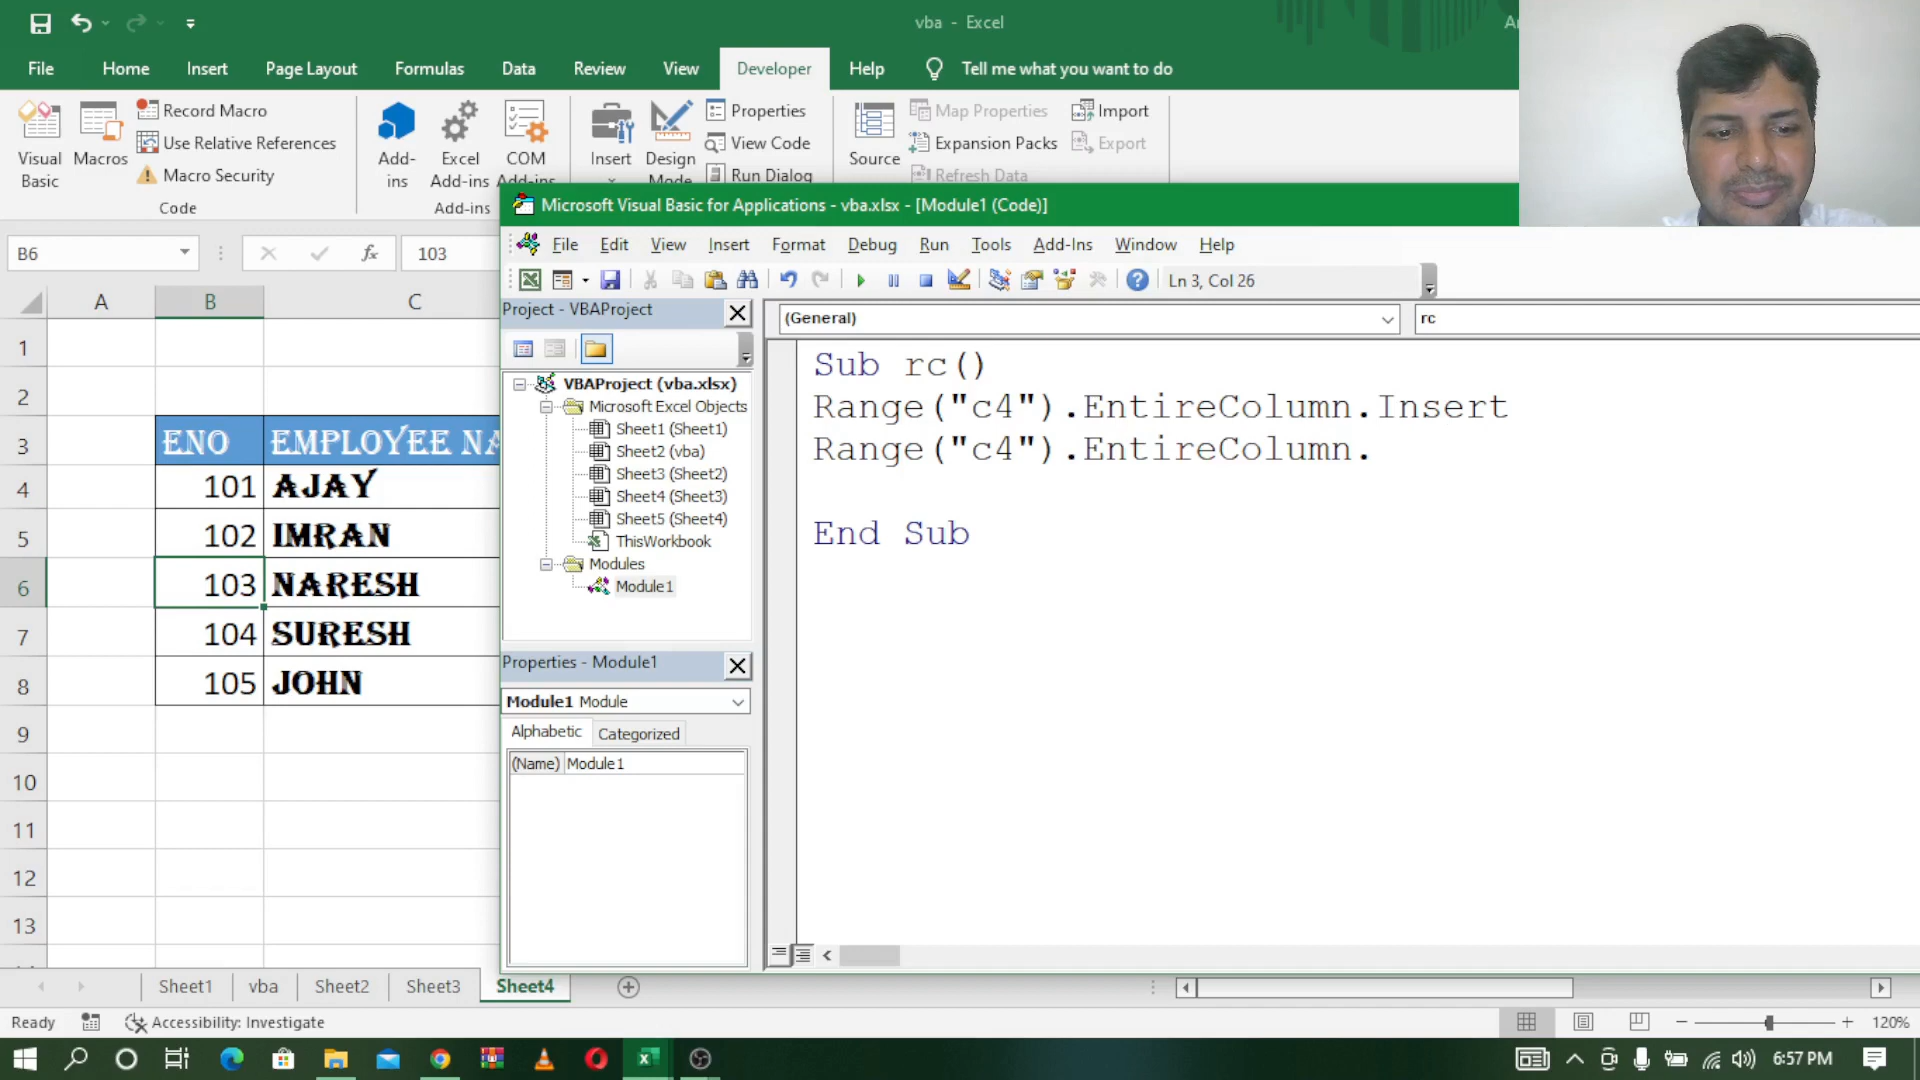 vba - Excel
File Home Insert Page Layout Formulas Data Review View Developer Help Tell me what you want to do
Visual Basic
Macros
Record Macro
Use Relative References
Macro Security
Code
Add-ins
Excel Add-ins
COM Add-ins
Add-ins
Insert
Design Mode
Properties
View Code
Run Dialog
Source
Map Properties
Expansion Packs
Refresh Data
Import
Export
Microsoft Visual Basic for Applications - vba.xlsx - [Module1 (Code)]
File Edit View Insert Format Debug Run Tools Add-Ins Window Help
Ln 3, Col 26
B6
fx
103
A B C
1
2
3 ENO EMPLOYEE NA
4 101 AJAY
5 102 IMRAN
6 103 NARESH
7 104 SURESH
8 105 JOHN
9
10
11
12
13
Project - VBAProject
VBAProject (vba.xlsx)
Microsoft Excel Objects
Sheet1 (Sheet1)
Sheet2 (vba)
Sheet3 (Sheet2)
Sheet4 (Sheet3)
Sheet5 (Sheet4)
ThisWorkbook
Modules
Module1
Properties - Module1
Module1 Module
Alphabetic Categorized
(Name) Module1
(General)
rc
Sub rc()
Range("c4").EntireColumn.Insert
Range("c4").EntireColumn.
End Sub
Sheet1 vba Sheet2 Sheet3 Sheet4
Ready Accessibility: Investigate
120%
6:57 PM